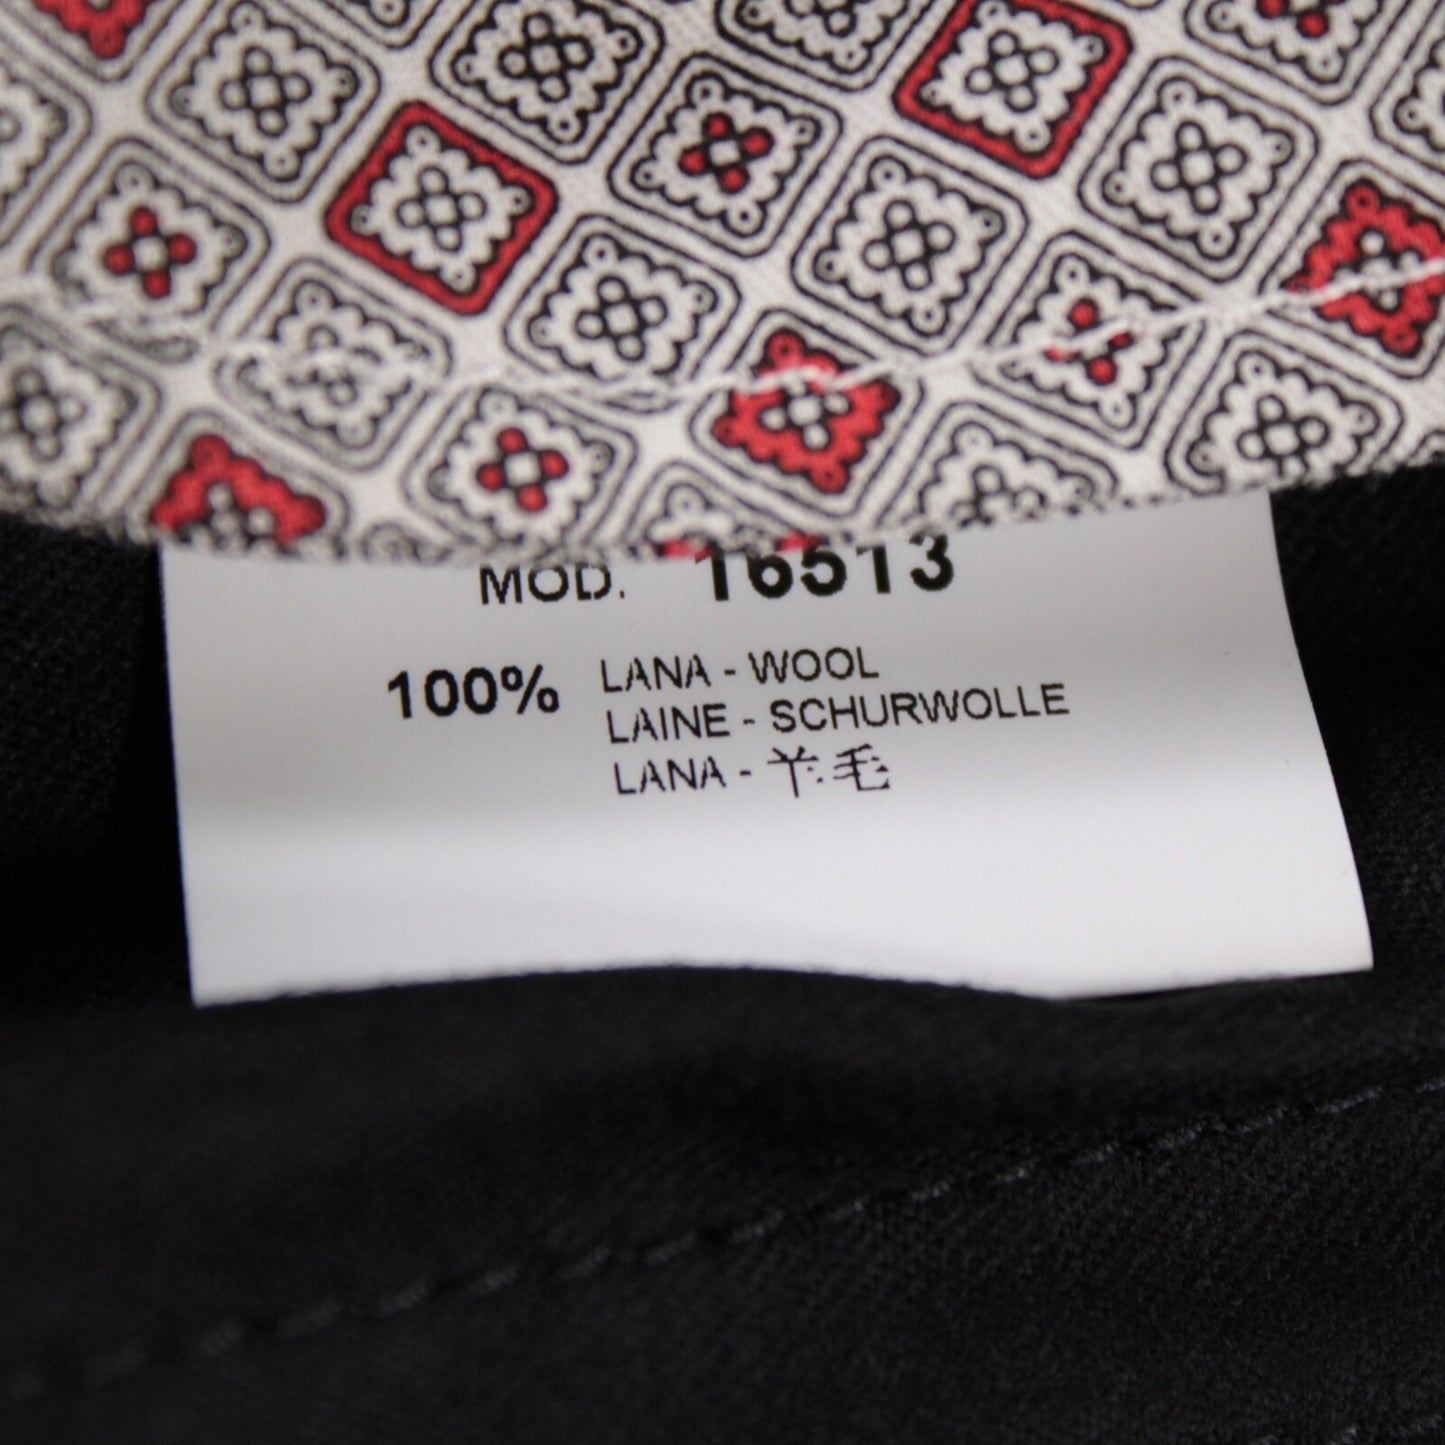 MOD. 16513
100% LANA - WOOL
LAINE - SCHURWOLLE
LANA - 羊毛